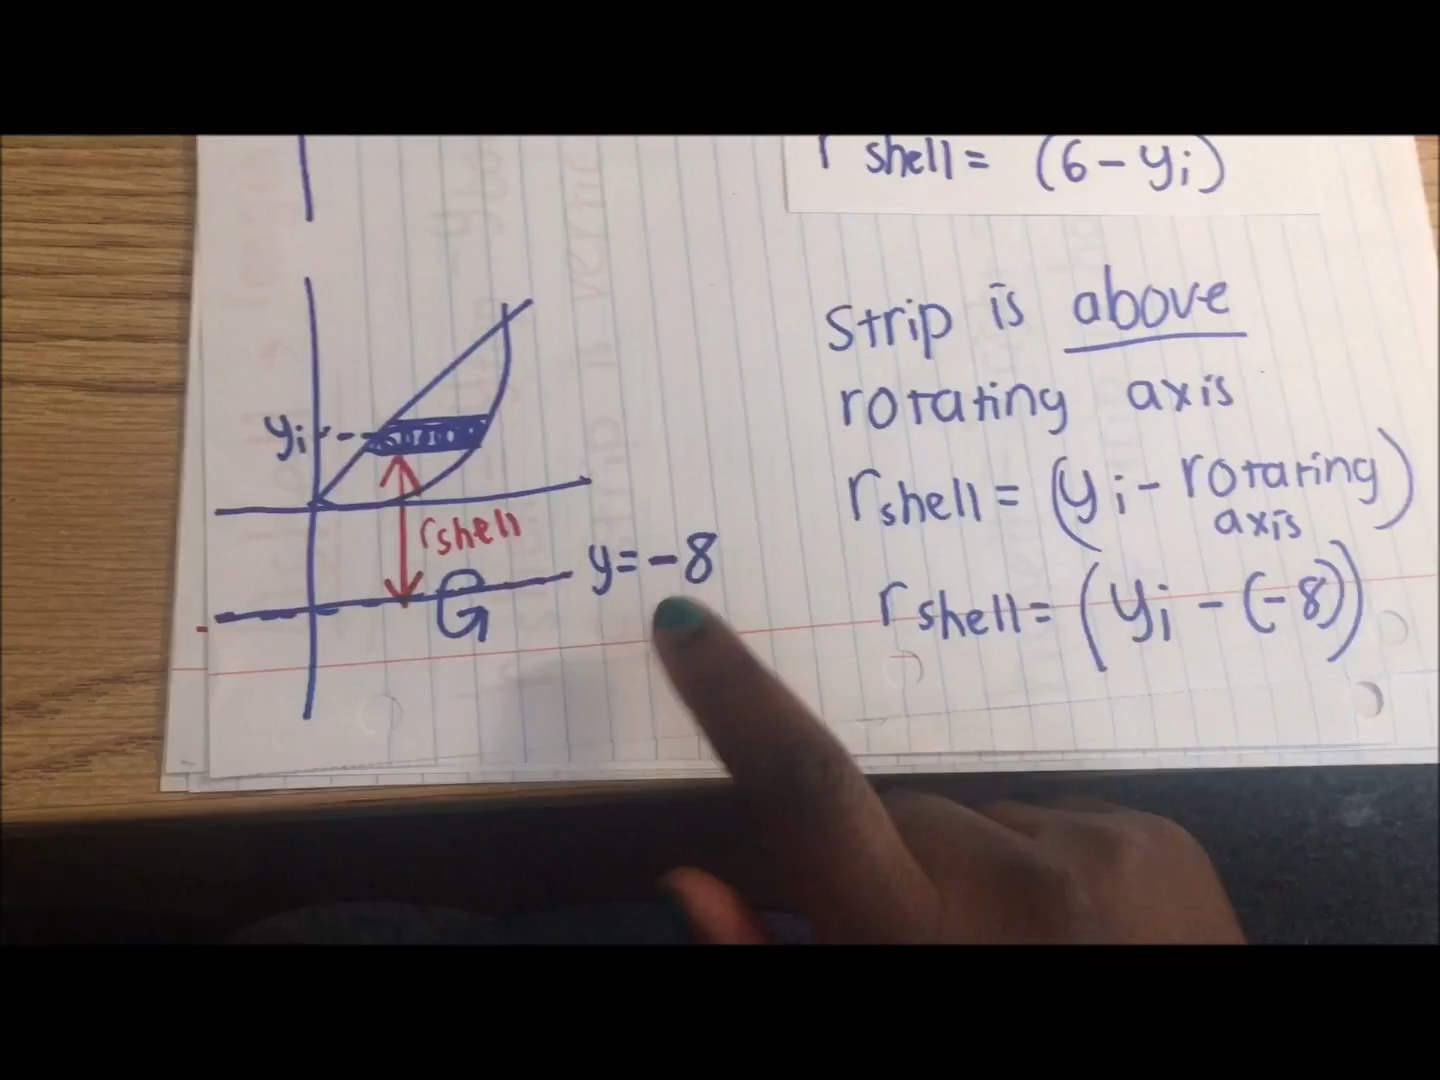 r shell = (6 - yi)
Strip is above
rotating axis
rshell = (yi - rotating
axis)
rshell = (yi - (-8))
yi
rshell
y = -8